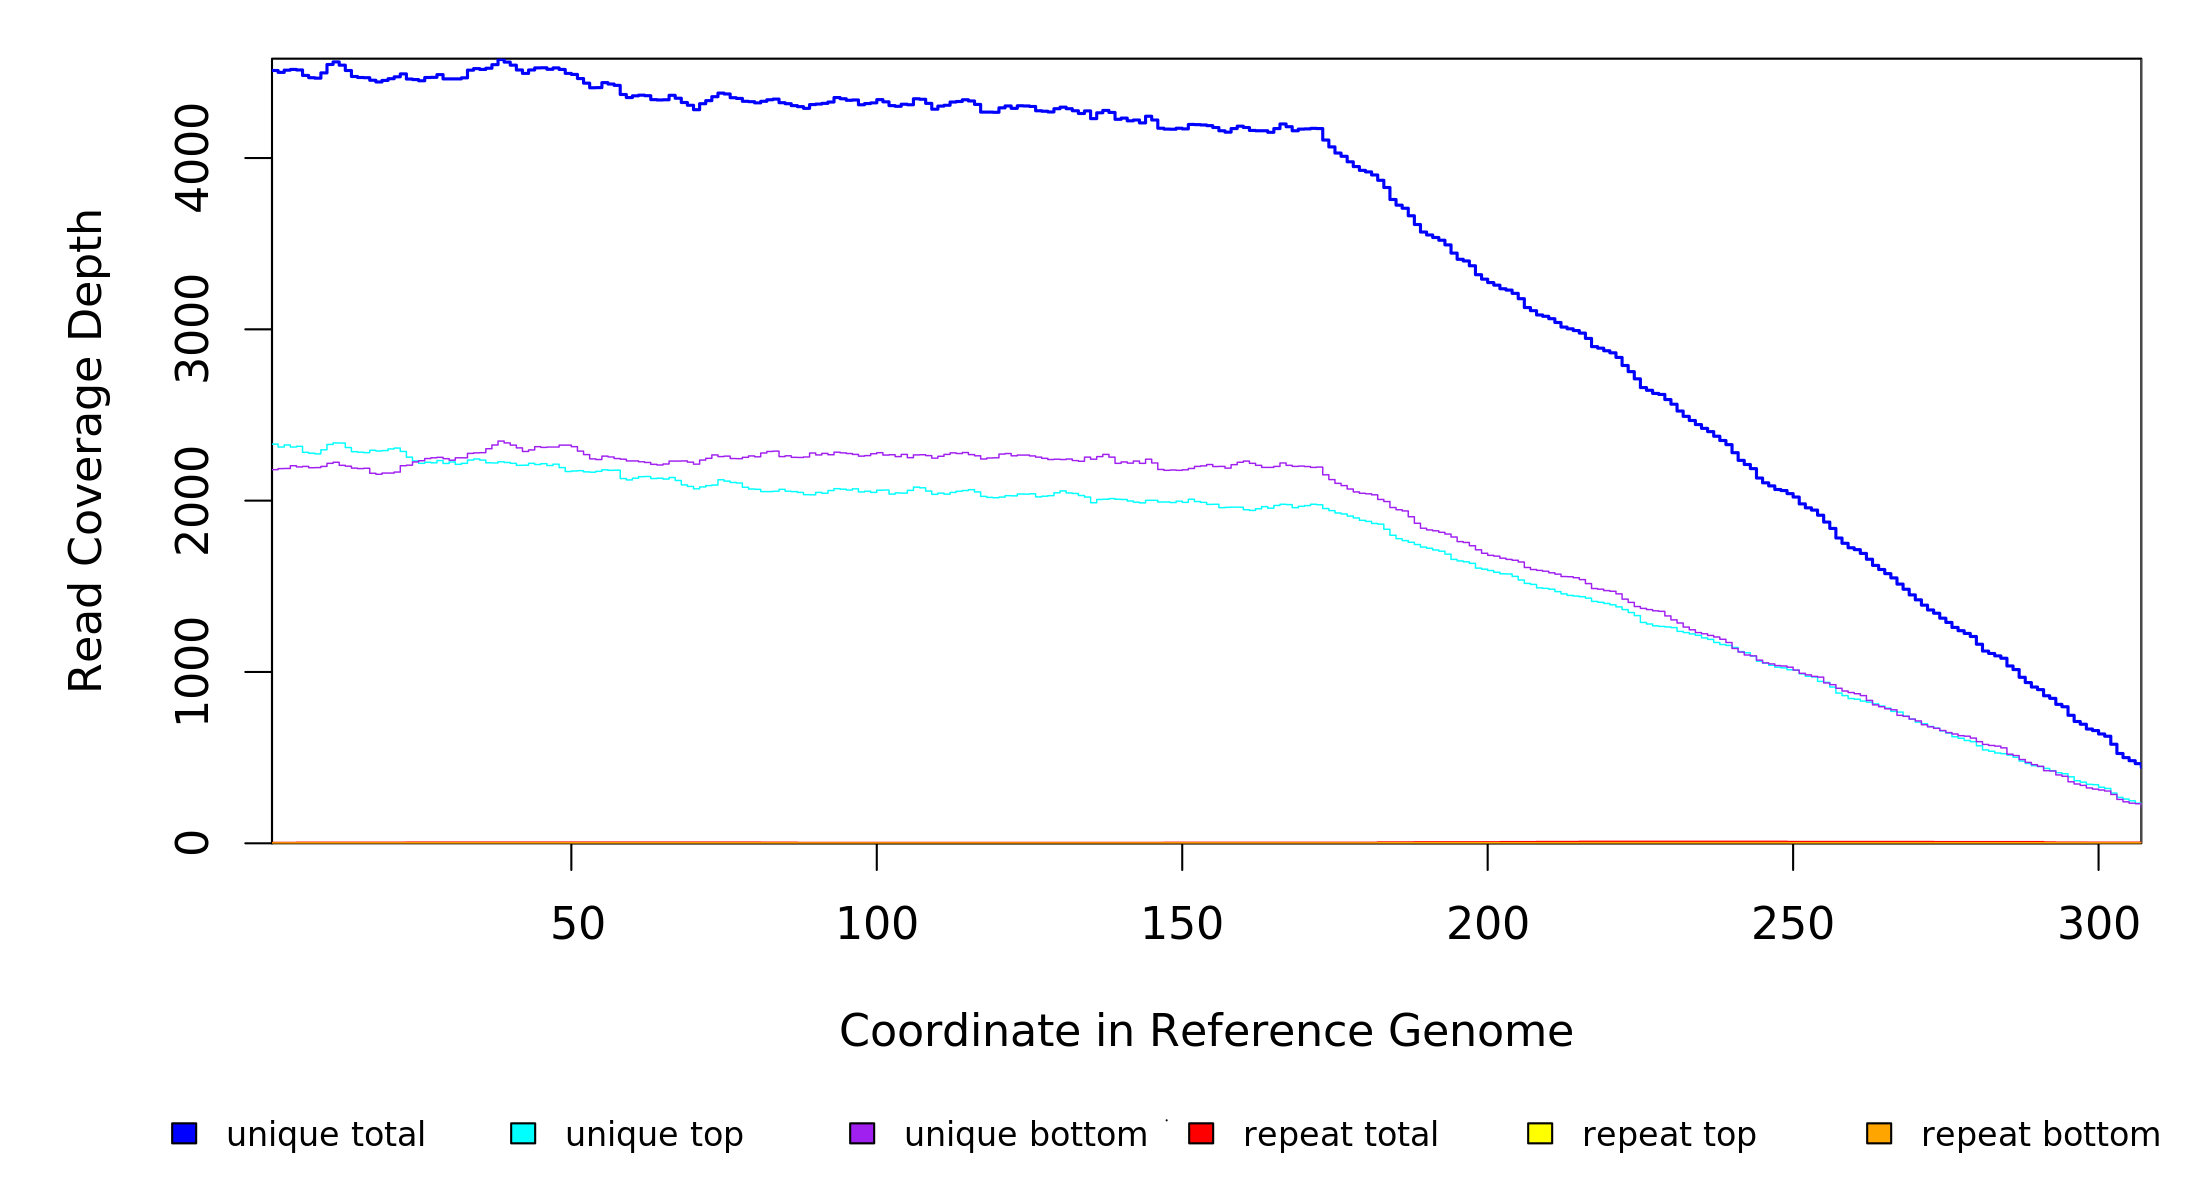 Read Coverage Depth
4000
3000
2000
1000
0
50 100 150 200 250 300
Coordinate in Reference Genome
unique total unique top unique bottom repeat total repeat top repeat bottom